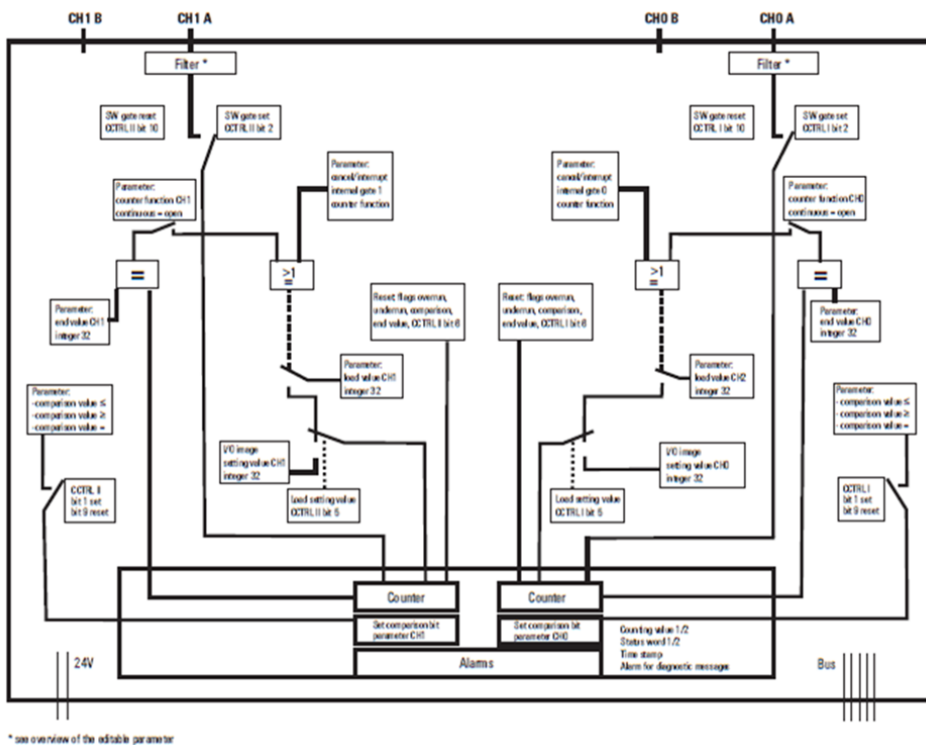 CH1 B
CH1 A
CH0 B
CH0 A
Filter *
Filter *
SW gate reset
CCTRL II bit 10
SW gate set
CCTRL II bit 2
SW gate reset
CCTRL I bit 10
SW gate set
CCTRL I bit 2
Parameter:
cancel/interrupt
internal gate 1
counter function
Parameter:
cancel/interrupt
internal gate 0
counter function
Parameter:
counter function CH1
continuous = open
Parameter:
counter function CH0
continuous = open
=
>1
=
>1
=
=
Parameter:
end value CH1
integer 32
Reset: flags overrun,
underrun, comparison,
end value, CCTRL I bit 6
Reset: flags overrun,
underrun, comparison,
end value, CCTRL I bit 6
Parameter:
end value CH0
integer 32
Parameter:
load value CH1
integer 32
Parameter:
load value CH2
integer 32
Parameter:
- comparison value ≤
- comparison value ≥
- comparison value =
Parameter:
- comparison value ≤
- comparison value ≥
- comparison value =
I/O image
setting value CH1
integer 32
I/O image
setting value CH0
integer 32
CCTRL II
bit 1 set
bit 9 reset
Load setting value
CCTRL II bit 5
Load setting value
CCTRL I bit 5
CCTRL I
bit 1 set
bit 9 reset
Counter
Counter
Set comparison bit
parameter CH1
Set comparison bit
parameter CH0
Counting value 1/2
Status word 1/2
Time stamp
Alarm for diagnostic messages
Alarms
24V
Bus
* see overview of the editable parameter